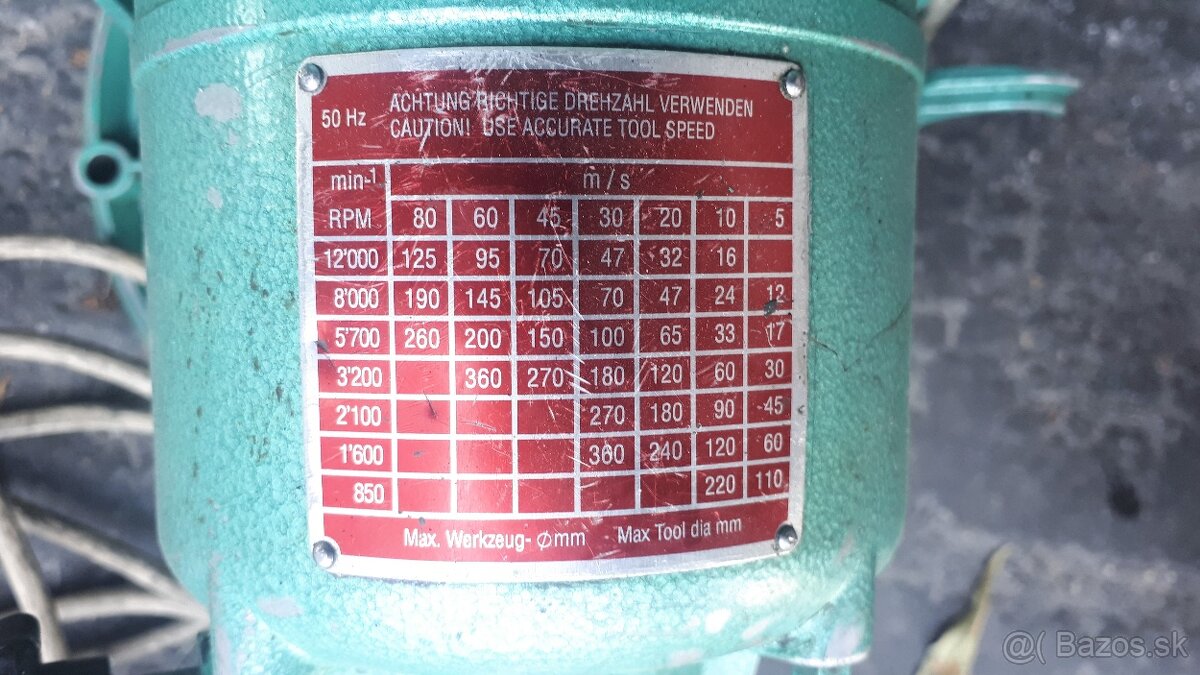 50 Hz
ACHTUNG RICHTIGE DREHZAHL VERWENDEN
CAUTION! USE ACCURATE TOOL SPEED
min-1 m / s
RPM 80 60 45 30 20 10 5
12'000 125 95 70 47 32 16
8'000 190 145 105 70 47 24 12
5'700 260 200 150 100 65 33 17
3'200 360 270 180 120 60 30
2'100 270 180 90 45
1'600 360 240 120 60
850 220 110
Max. Werkzeug- Ømm Max Tool dia mm
@( Bazos.sk